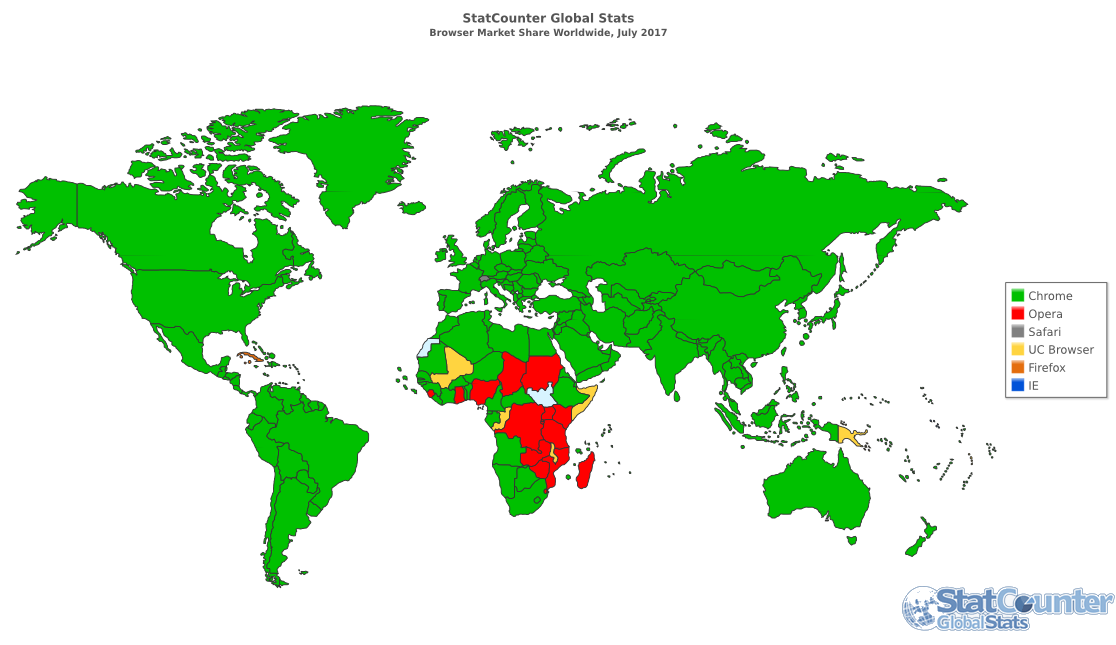 StatCounter Global Stats
Browser Market Share Worldwide, July 2017
Chrome
Opera
Safari
UC Browser
Firefox
IE
StatCounter
GlobalStats